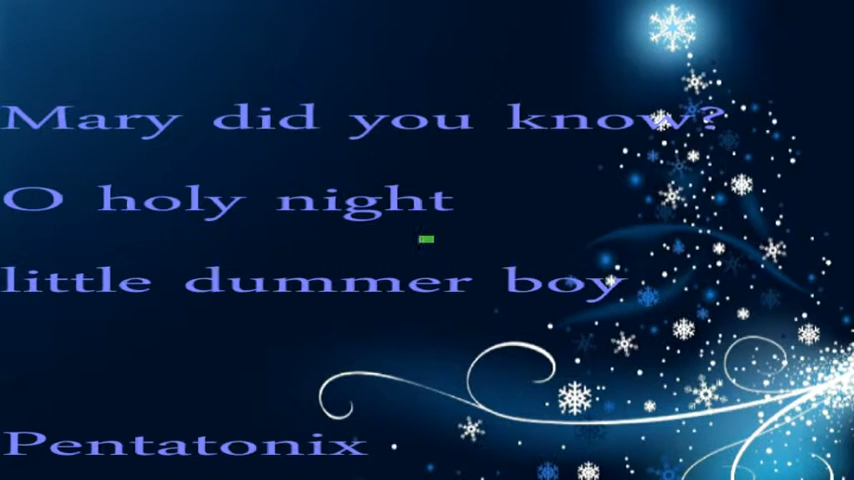 Mary did you know?
O holy night
little dummer boy
Pentatonix